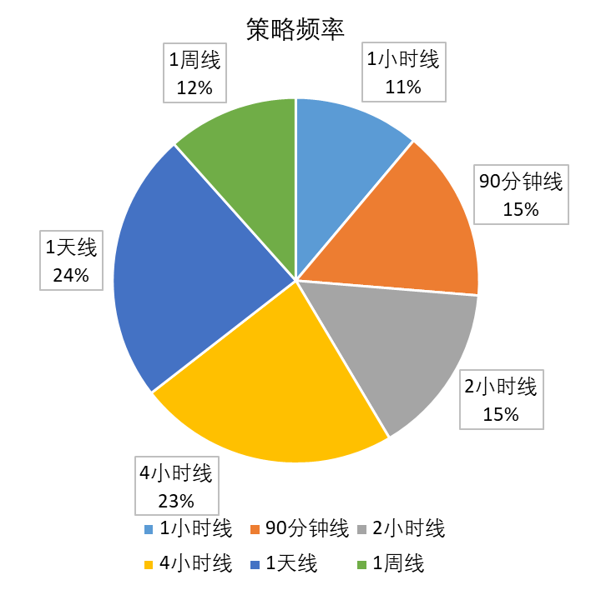 策略频率
1周线
12%
1小时线
11%
90分钟线
15%
1天线
24%
2小时线
15%
4小时线
23%
1小时线 90分钟线 2小时线
4小时线 1天线 1周线